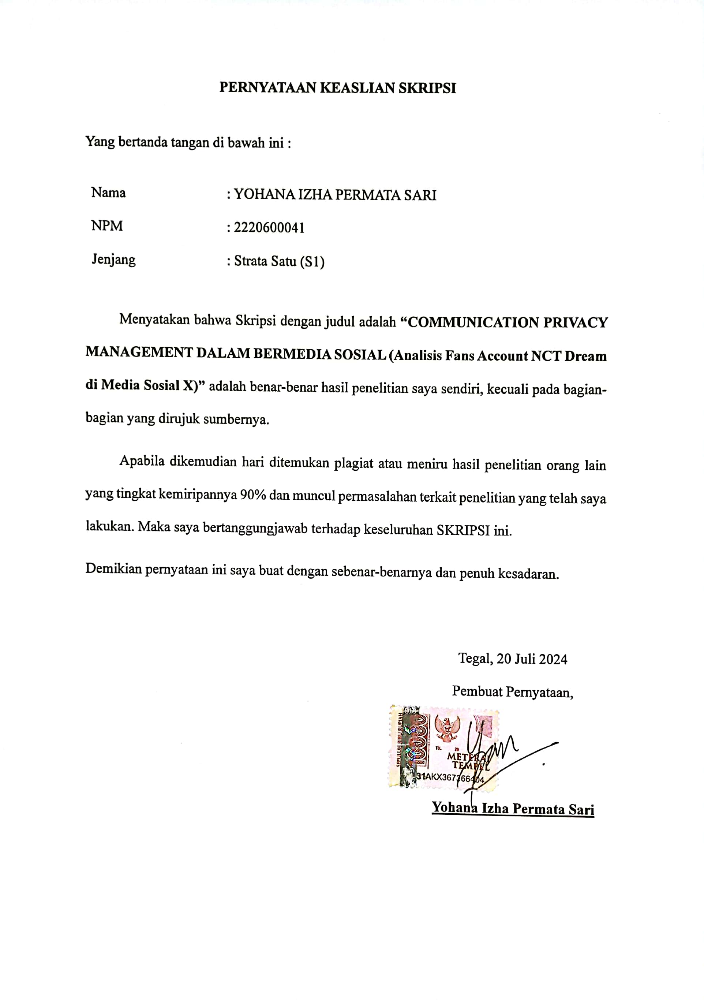 PERNYATAAN KEASLIAN SKRIPSI
Yang bertanda tangan di bawah ini :
Nama : YOHANA IZHA PERMATA SARI
NPM : 2220600041
Jenjang : Strata Satu (S1)
Menyatakan bahwa Skripsi dengan judul adalah “COMMUNICATION PRIVACY
MANAGEMENT DALAM BERMEDIA SOSIAL (Analisis Fans Account NCT Dream
di Media Sosial X)” adalah benar-benar hasil penelitian saya sendiri, kecuali pada bagian-
bagian yang dirujuk sumbernya.
Apabila dikemudian hari ditemukan plagiat atau meniru hasil penelitian orang lain
yang tingkat kemiripannya 90% dan muncul permasalahan terkait penelitian yang telah saya
lakukan. Maka saya bertanggungjawab terhadap keseluruhan SKRIPSI ini.
Demikian pernyataan ini saya buat dengan sebenar-benarnya dan penuh kesadaran.
Tegal, 20 Juli 2024
Pembuat Pernyataan,
SEPULUH RIBU RUPIAH
10000
TGL 20
METERAI
TEMPEL
31AKX367366404
Yohana Izha Permata Sari